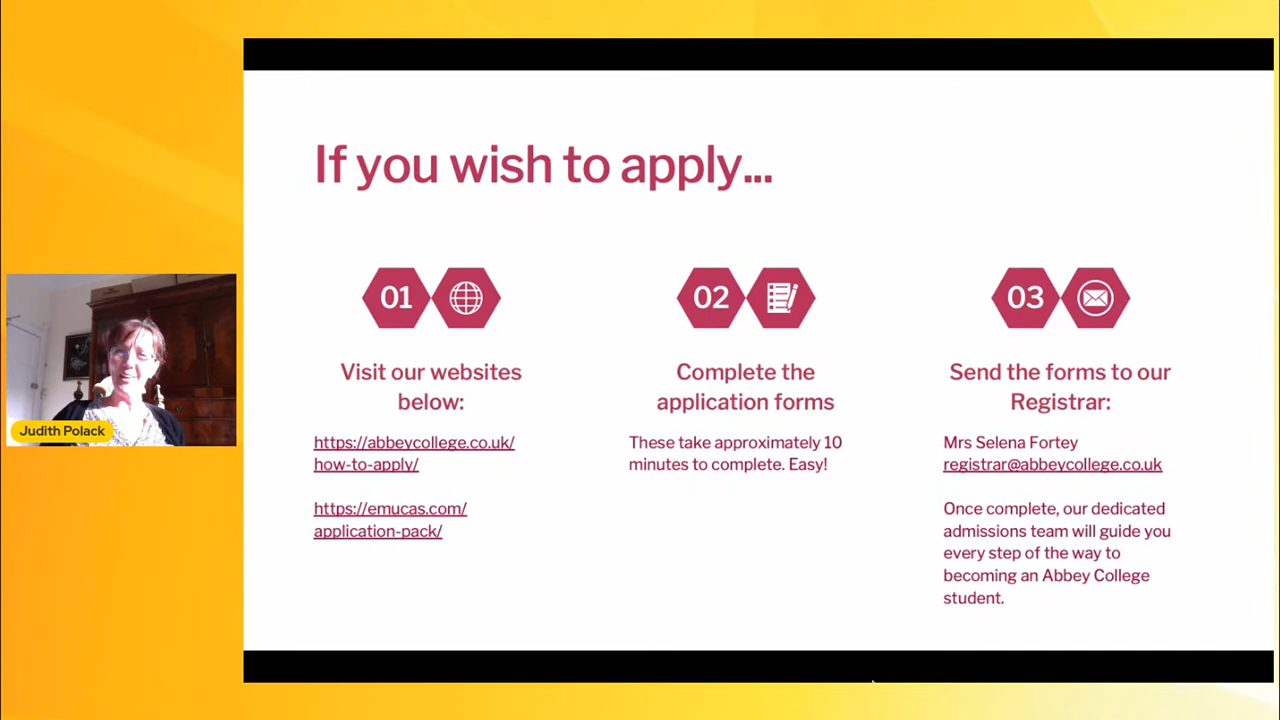 If you wish to apply...
01
Visit our websites
below:
https://abbeycollege.co.uk/
how-to-apply/
https://emucas.com/
application-pack/
02
Complete the
application forms
These take approximately 10
minutes to complete. Easy!
03
Send the forms to our
Registrar:
Mrs Selena Fortey
registrar@abbeycollege.co.uk
Once complete, our dedicated
admissions team will guide you
every step of the way to
becoming an Abbey College
student.
Judith Polack